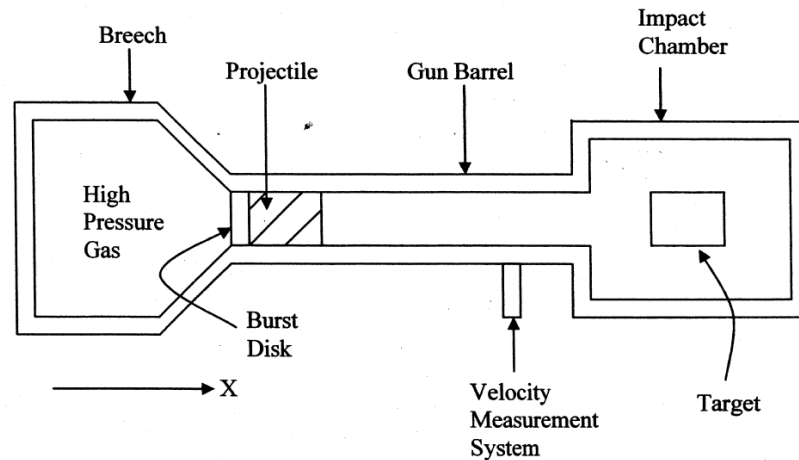 Breech
Projectile
Gun Barrel
Impact
Chamber
High
Pressure
Gas
Burst
Disk
X
Velocity
Measurement
System
Target